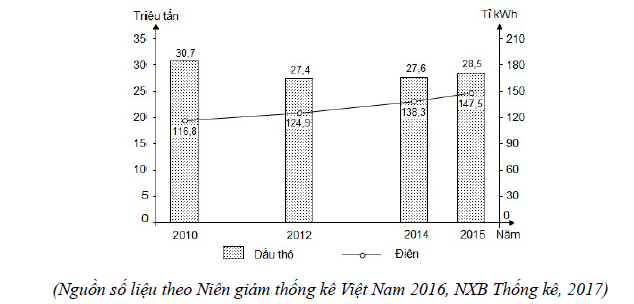 Triệu tấn Tỉ kWh
35 210
30,7
30 180
27,4 27,6 28,5
25 150
147,5
138,3
124,9
20 120
116,8
15 90
10 60
5 30
0 0
2010 2012 2014 2015 Năm
Dầu thô Điện
(Nguồn số liệu theo Niên giám thống kê Việt Nam 2016, NXB Thống kê, 2017)